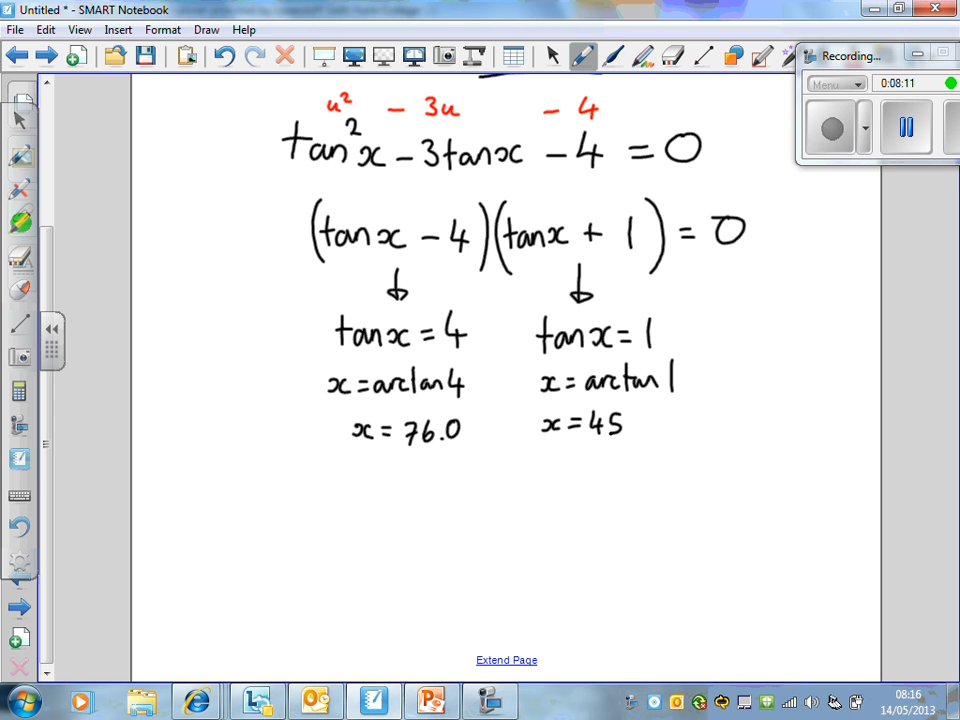 Untitled * - SMART Notebook
File Edit View Insert Format Draw Help
Recording...
Menu
0:08:11
u² - 3u - 4
tan²x - 3tanx - 4 = 0
(tanx - 4)(tanx + 1) = 0
tanx = 4
tanx = 1
x = arctan4
x = arctan1
x = 76.0
x = 45
Extend Page
08:16
14/05/2013